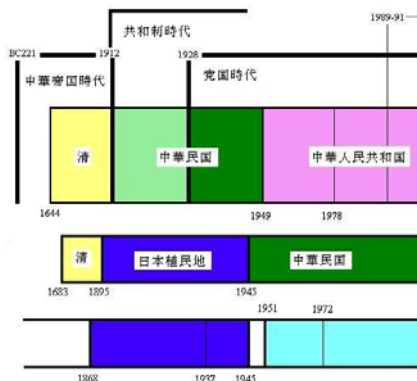 共和制時代
1989-91
BC221
1912
1928
中華帝国時代
党国時代
清
中華民国
中華人民共和国
1644
1949
1978
清
日本植民地
中華民国
1683
1895
1945
1951
1972
1868
1937
1945